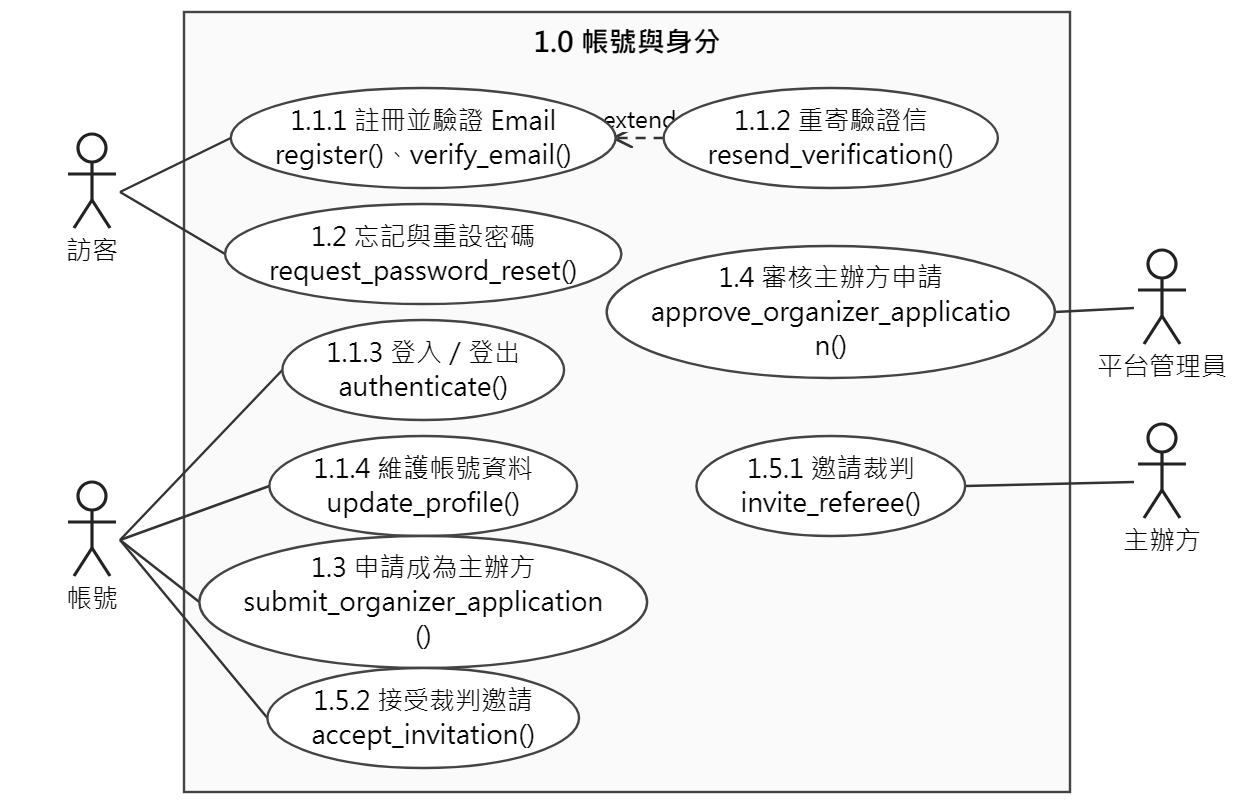 1.0 帳號與身分
1.1.1 註冊並驗證 Email
register()、verify_email()
extend
1.1.2 重寄驗證信
resend_verification()
訪客
1.2 忘記與重設密碼
request_password_reset()
1.4 審核主辦方申請
approve_organizer_applicatio
n()
平台管理員
1.1.3 登入 / 登出
authenticate()
1.1.4 維護帳號資料
update_profile()
1.5.1 邀請裁判
invite_referee()
主辦方
帳號
1.3 申請成為主辦方
submit_organizer_application
()
1.5.2 接受裁判邀請
accept_invitation()